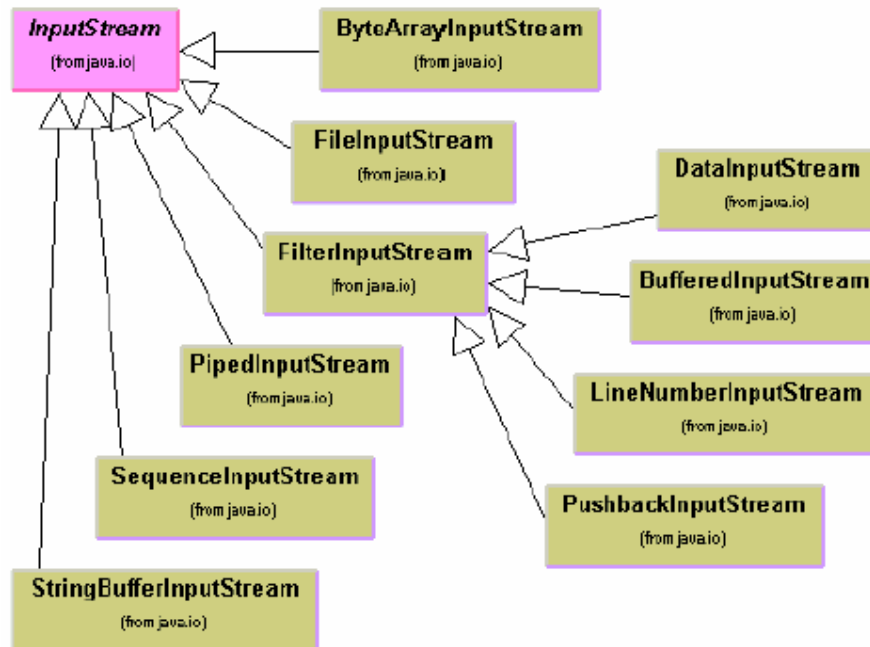 InputStream
(from java.io)
ByteArrayInputStream
(from java.io)
FileInputStream
(from java.io)
DataInputStream
(from java.io)
FilterInputStream
(from java.io)
BufferedInputStream
(from java.io)
PipedInputStream
(from java.io)
LineNumberInputStream
(from java.io)
SequenceInputStream
(from java.io)
PushbackInputStream
(from java.io)
StringBufferInputStream
(from java.io)